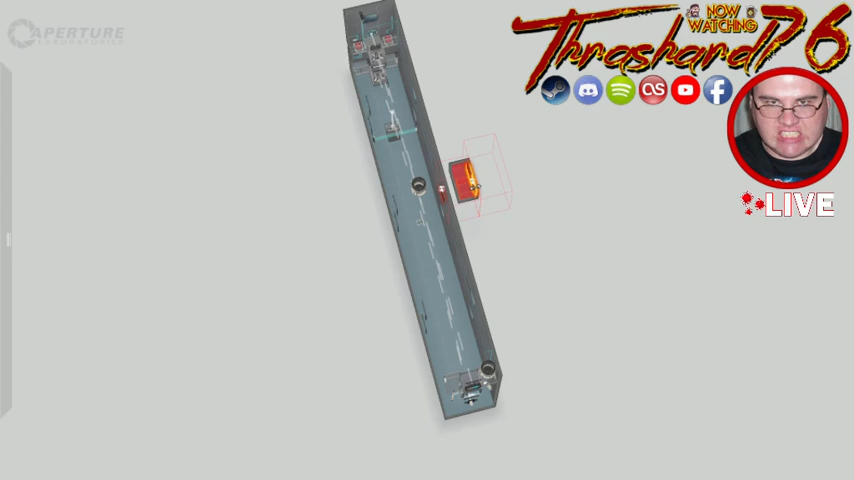 APERTURE
LABORATORIES
NOW
WATCHING
Thrashard76
LIVE